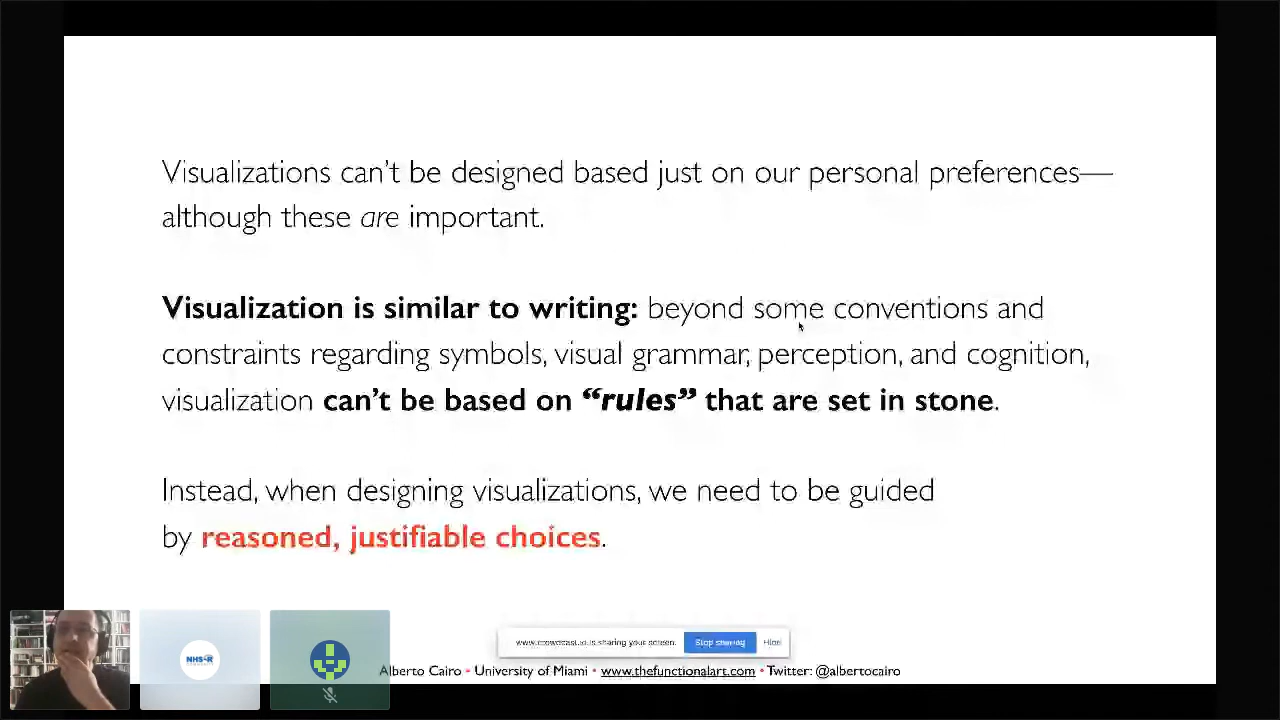 Visualizations can't be designed based just on our personal preferences—
although these are important.
Visualization is similar to writing: beyond some conventions and
constraints regarding symbols, visual grammar, perception, and cognition,
visualization can't be based on “rules” that are set in stone.
Instead, when designing visualizations, we need to be guided
by reasoned, justifiable choices.
NHS-R
www.crowdcast.io is sharing your screen. Stop sharing Hide
Alberto Cairo • University of Miami • www.thefunctionalart.com • Twitter: @albertocairo